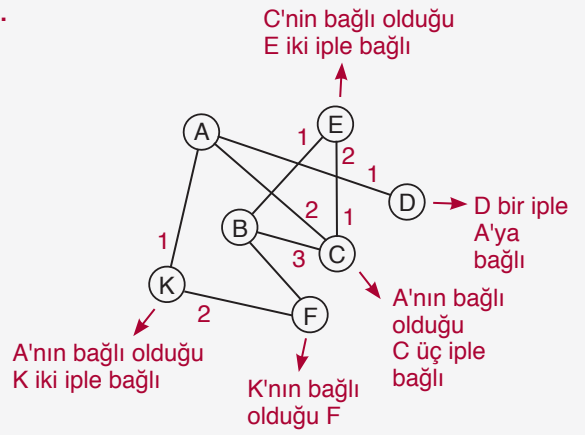 .
C'nin bağlı olduğu
E iki iple bağlı
A
E
1
2
1
D
D bir iple
A'ya
bağlı
B
2
1
3
C
1
K
2
F
A'nın bağlı
olduğu
C üç iple
bağlı
A'nın bağlı olduğu
K iki iple bağlı
K'nın bağlı
olduğu F